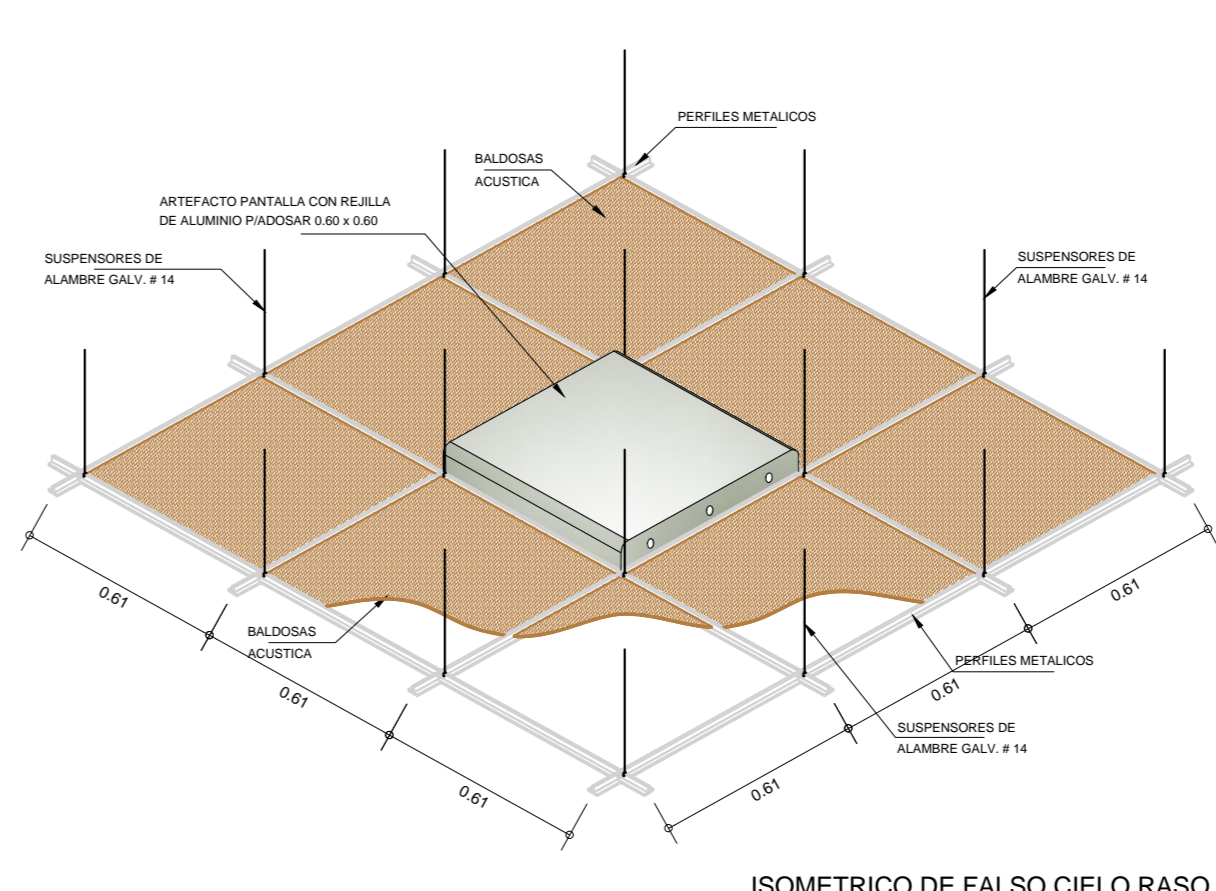 PERFILES METALICOS
BALDOSAS
ACUSTICA
ARTEFACTO PANTALLA CON REJILLA
DE ALUMINIO P/ADOSAR 0.60 x 0.60
SUSPENSORES DE
ALAMBRE GALV. # 14
SUSPENSORES DE
ALAMBRE GALV. # 14
0.61
0.61
BALDOSAS
ACUSTICA
PERFILES METALICOS
0.61
0.61
SUSPENSORES DE
ALAMBRE GALV. # 14
0.61
0.61
ISOMETRICO DE FALSO CIELO RASO